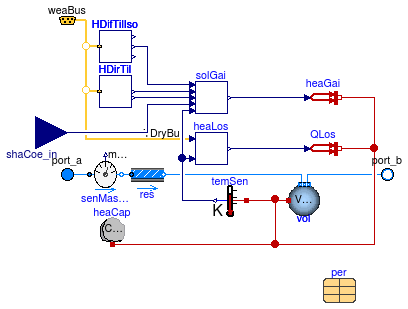 weaBus
HDifTilIso
HDirTil
solGai
heaGai
shaCoe_in
.DryBu
heaLos
QLos
port_a
m...
port_b
senMas...
res
temSen
K
V...
vol
heaCap
C...
per